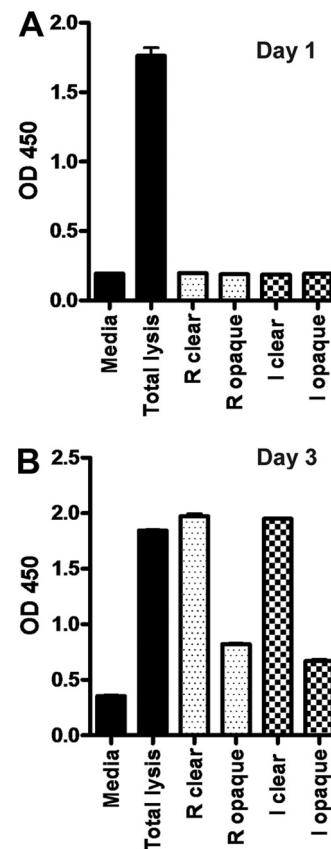 A
Day 1
OD 450
2.0
1.5
1.0
0.5
0.0
Media
Total lysis
R clear
R opaque
I clear
I opaque
B
Day 3
OD 450
2.5
2.0
1.5
1.0
0.5
0.0
Media
Total lysis
R clear
R opaque
I clear
I opaque